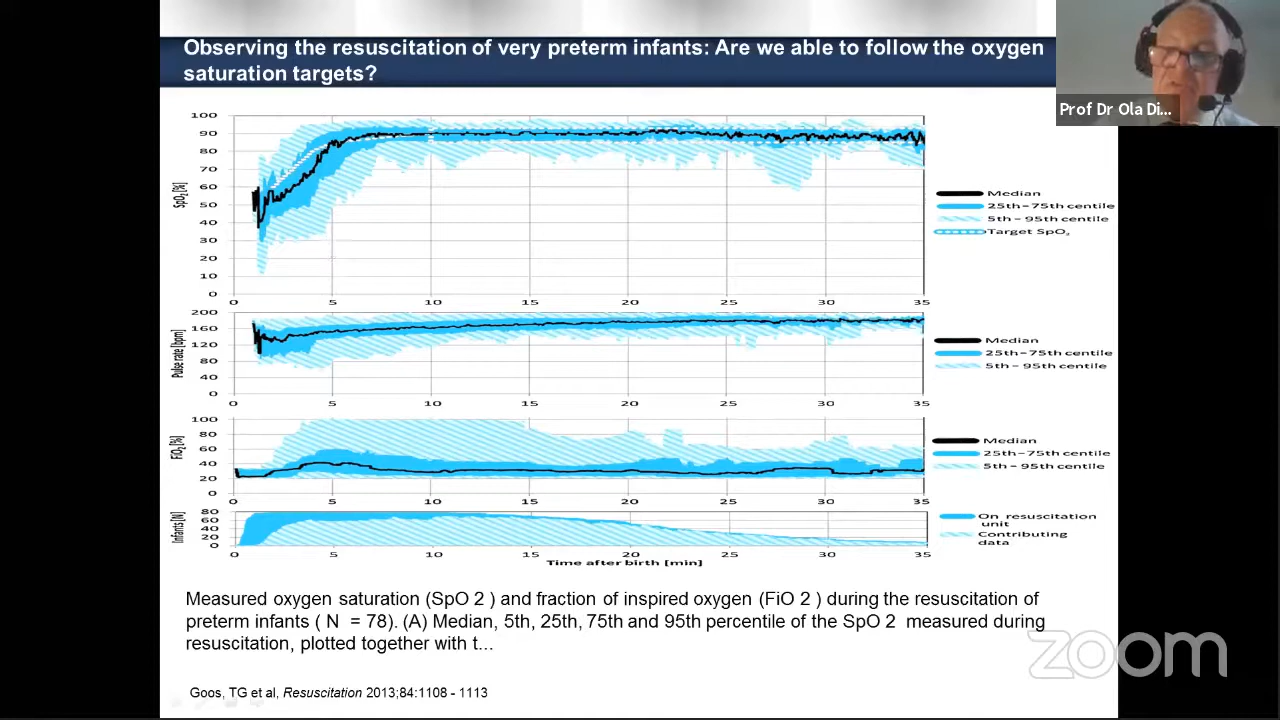 Observing the resuscitation of very preterm infants: Are we able to follow the oxygen
saturation targets?
Prof Dr Ola Di...
100
90
80
70
60
50
40
30
20
10
0
SpO₂[%]
0 5 10 15 20 25 30 35
Median
25th-75th centile
5th-95th centile
Target SpO₂
200
160
120
80
40
0
Pulse rate [bpm]
0 5 10 15 20 25 30 35
Median
25th-75th centile
5th-95th centile
100
80
60
40
20
0
FiO₂[%]
0 5 10 15 20 25 30 35
Median
25th-75th centile
5th-95th centile
80
60
40
20
0
Infants[N]
0 5 10 15 20 25 30 35
Time after birth [min]
On resuscitation
unit
Contributing
data
Measured oxygen saturation (SpO 2 ) and fraction of inspired oxygen (FiO 2 ) during the resuscitation of
preterm infants ( N = 78). (A) Median, 5th, 25th, 75th and 95th percentile of the SpO 2 measured during
resuscitation, plotted together with t...
zoom
Goos, TG et al, Resuscitation 2013;84:1108 - 1113